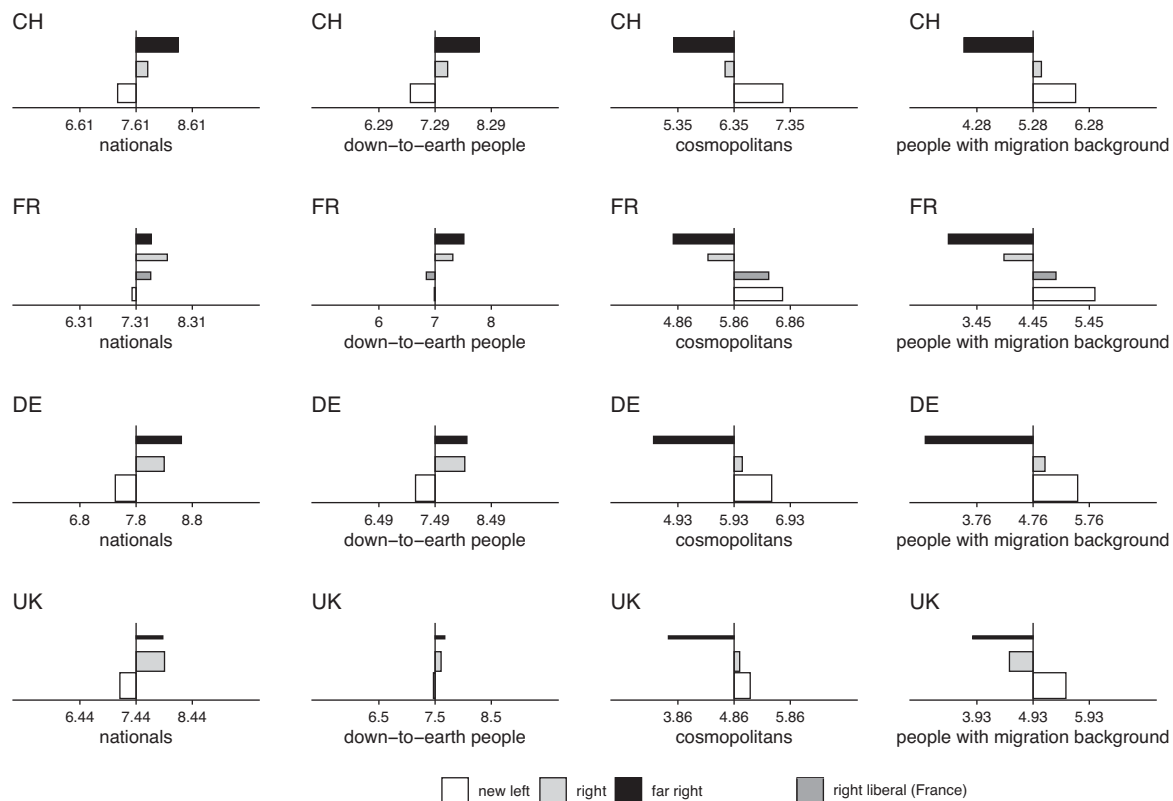 CH CH CH CH
6.61 7.61 8.61 6.29 7.29 8.29 5.35 6.35 7.35 4.28 5.28 6.28
nationals down−to−earth people cosmopolitans people with migration background
FR FR FR FR
6.31 7.31 8.31 6 7 8 4.86 5.86 6.86 3.45 4.45 5.45
nationals down−to−earth people cosmopolitans people with migration background
DE DE DE DE
6.8 7.8 8.8 6.49 7.49 8.49 4.93 5.93 6.93 3.76 4.76 5.76
nationals down−to−earth people cosmopolitans people with migration background
UK UK UK UK
6.44 7.44 8.44 6.5 7.5 8.5 3.86 4.86 5.86 3.93 4.93 5.93
nationals down−to−earth people cosmopolitans people with migration background
new left right far right right liberal (France)